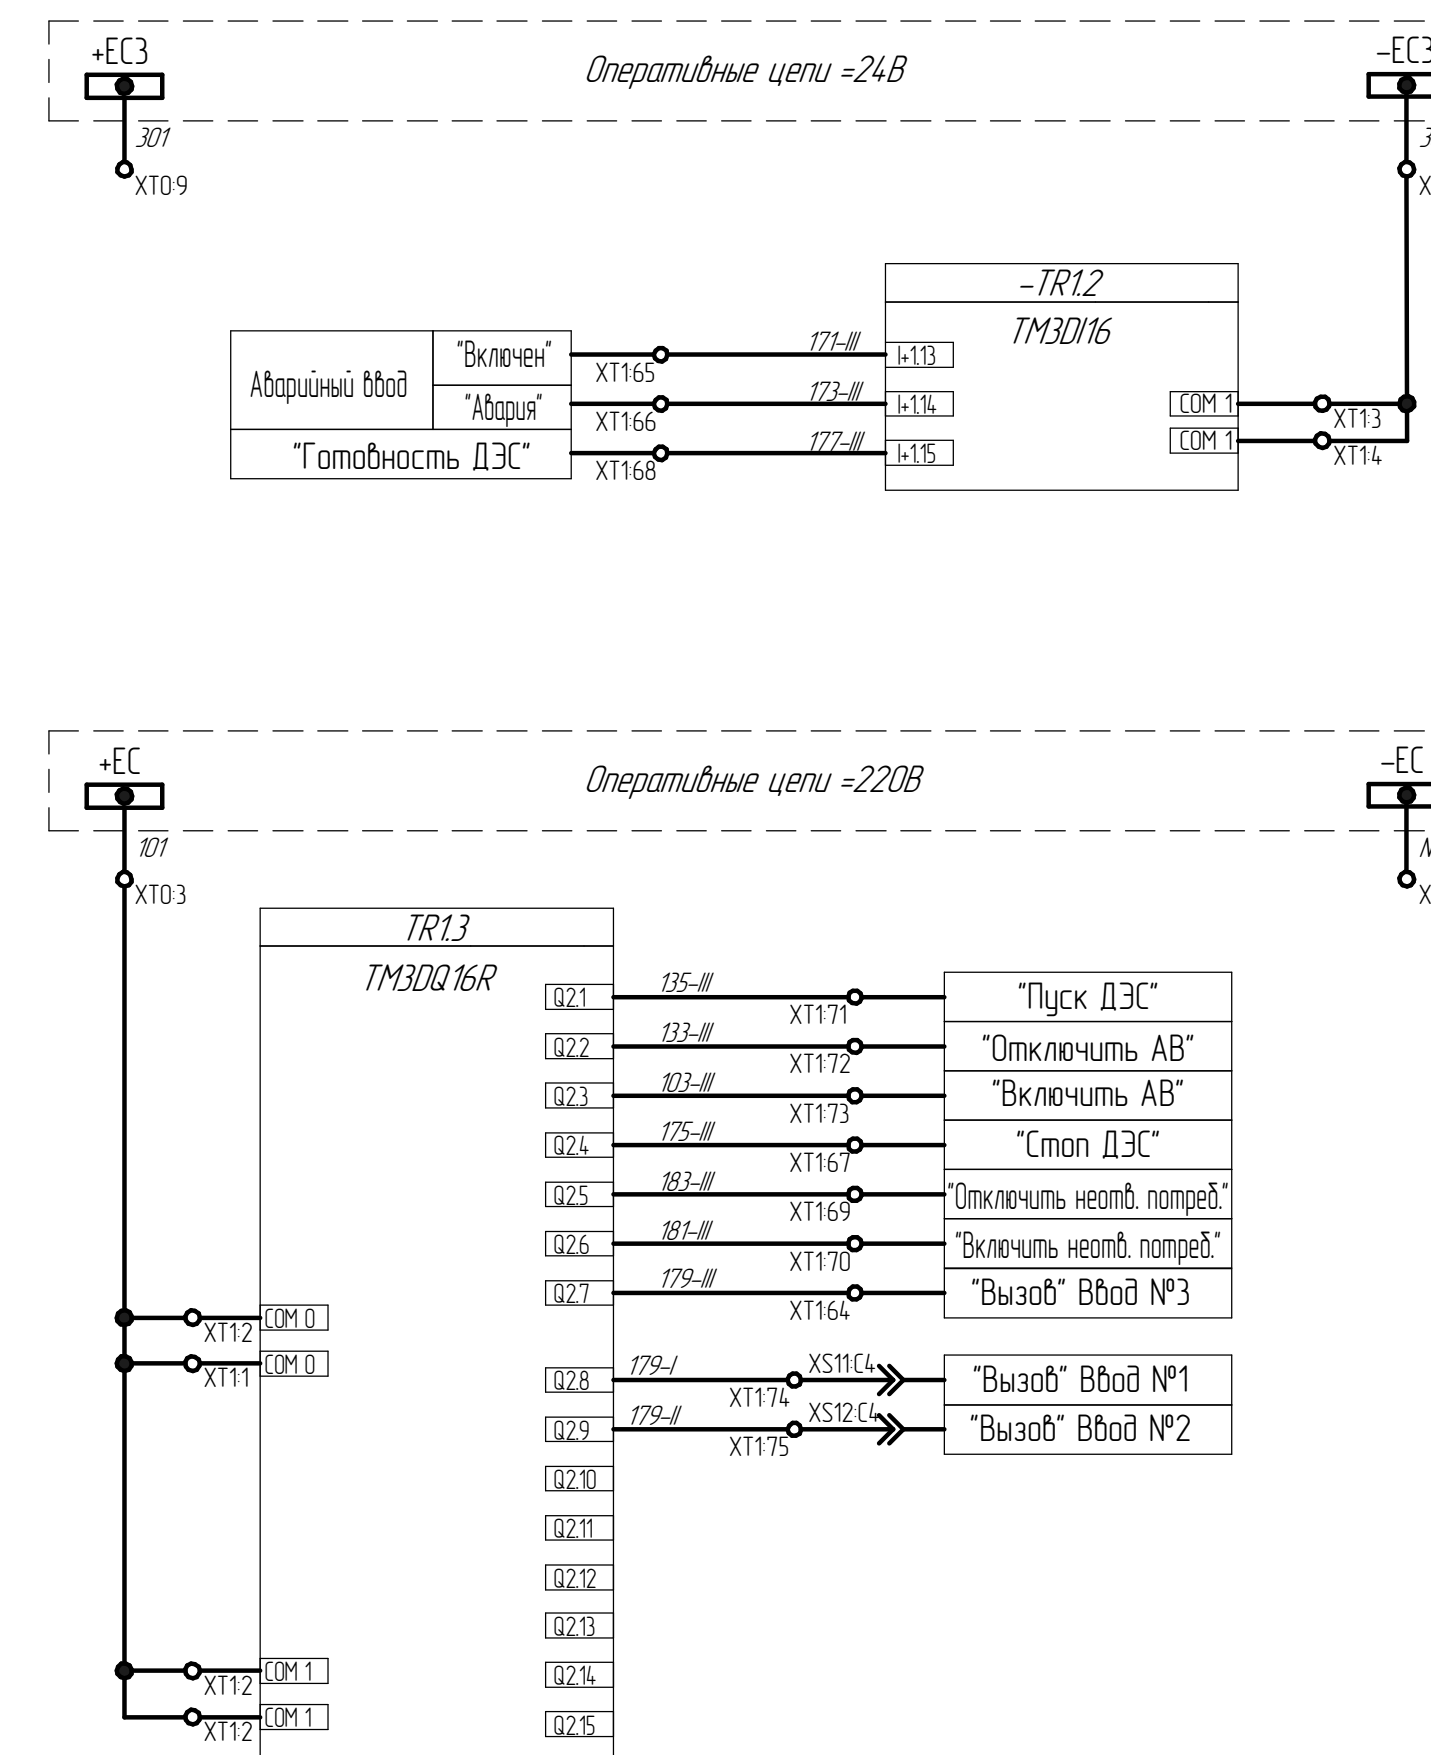 +EC3
Оперативные цепи =24В
-EC3
301
XT0:9
-TR1.2
TM3DI16
Аварийный ввод
"Включен"
XT1:65
171-III
I+1.13
"Авария"
XT1:66
173-III
I+1.14
COM 1
XT1:3
"Готовность ДЭС"
XT1:68
177-III
I+1.15
COM 1
XT1:4
+EC
Оперативные цепи =220В
-EC
101
XT0:3
TR1.3
TM3DQ16R
Q2.1
135-III
XT1:71
"Пуск ДЭС"
Q2.2
133-III
XT1:72
"Отключить АВ"
Q2.3
103-III
XT1:73
"Включить АВ"
Q2.4
175-III
XT1:67
"Стоп ДЭС"
Q2.5
183-III
XT1:69
"Отключить неотв. потреб."
Q2.6
181-III
XT1:70
"Включить неотв. потреб."
Q2.7
179-III
XT1:64
"Вызов" Ввод №3
XT1:2
COM 0
XT1:1
COM 0
Q2.8
179-I
XT1:74
XS11:C4
"Вызов" Ввод №1
Q2.9
179-II
XT1:75
XS12:C4
"Вызов" Ввод №2
Q2.10
Q2.11
Q2.12
Q2.13
XT1:2
COM 1
Q2.14
XT1:2
COM 1
Q2.15